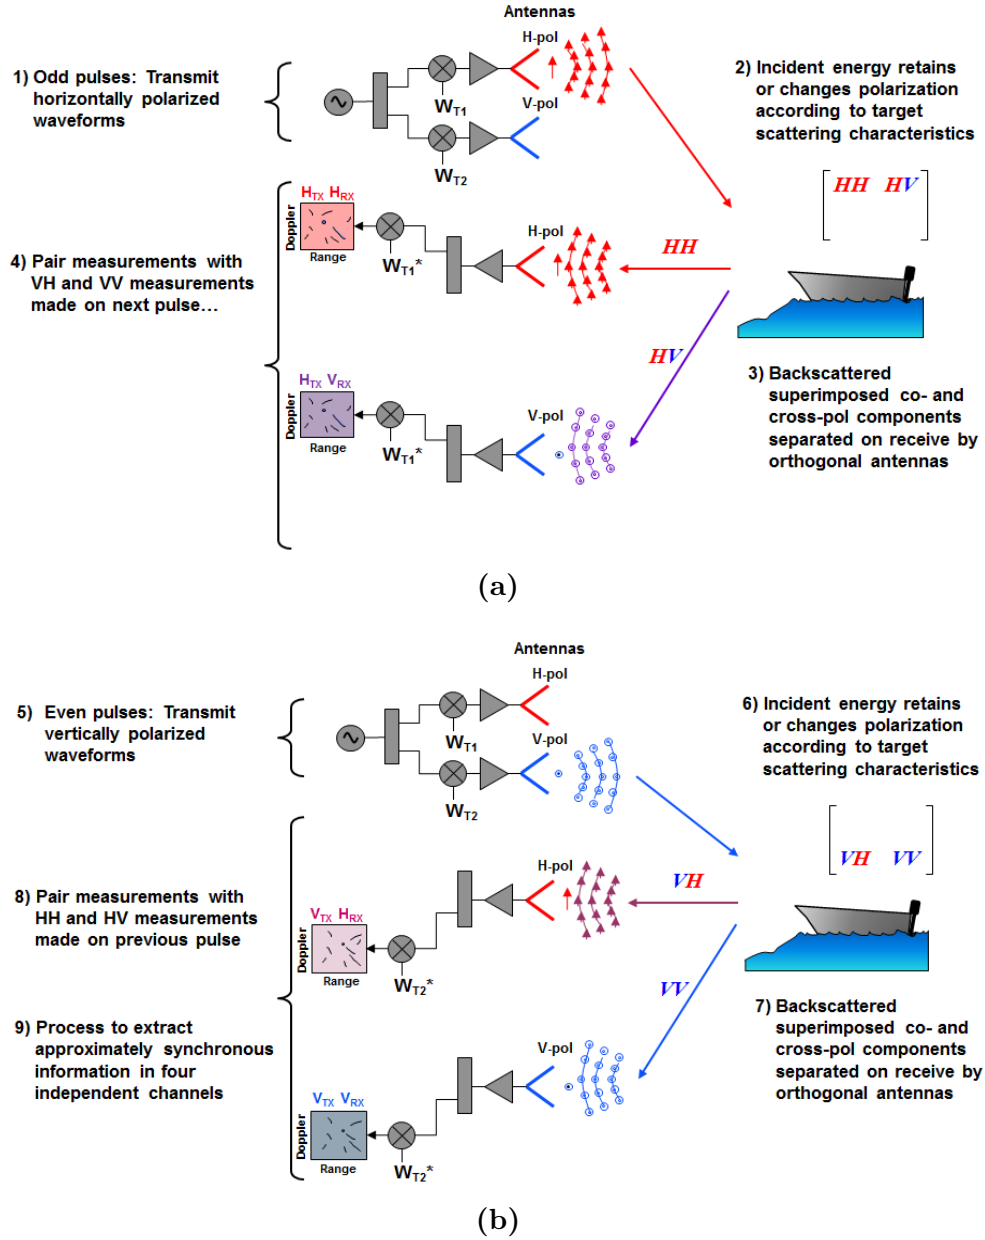 Antennas
H-pol
1) Odd pulses: Transmit
horizontally polarized
waveforms
W_T1
V-pol
W_T2
2) Incident energy retains
or changes polarization
according to target
scattering characteristics
HH HV
4) Pair measurements with
VH and VV measurements
made on next pulse…
H_TX H_RX
Doppler
Range
W_T1*
H-pol
HH
HV
H_TX V_RX
Doppler
Range
W_T1*
V-pol
3) Backscattered
superimposed co- and
cross-pol components
separated on receive by
orthogonal antennas
(a)
Antennas
H-pol
5) Even pulses: Transmit
vertically polarized
waveforms
W_T1
V-pol
W_T2
6) Incident energy retains
or changes polarization
according to target
scattering characteristics
VH VV
8) Pair measurements with
HH and HV measurements
made on previous pulse
V_TX H_RX
Doppler
Range
W_T2*
H-pol
VH
VV
9) Process to extract
approximately synchronous
information in four
independent channels
V_TX V_RX
Doppler
Range
W_T2*
V-pol
7) Backscattered
superimposed co- and
cross-pol components
separated on receive by
orthogonal antennas
(b)